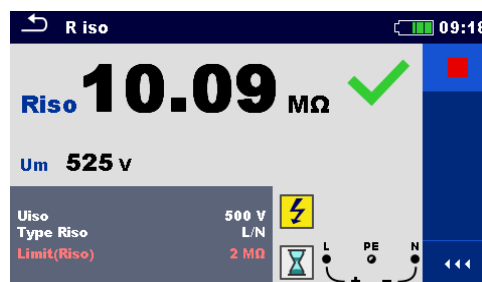 R iso 09:18
Riso 10.09 MΩ
Um 525 V
Uiso 500 V
Type Riso L/N
Limit(Riso) 2 MΩ
L PE N
+ -